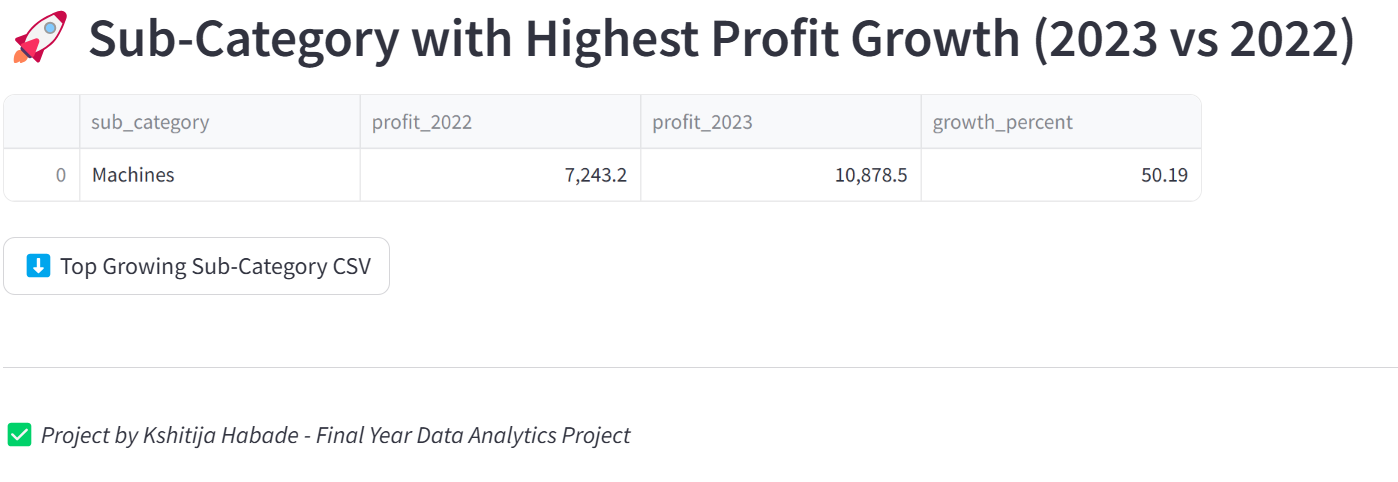 🚀 Sub-Category with Highest Profit Growth (2023 vs 2022)
sub_category profit_2022 profit_2023 growth_percent
0 Machines 7,243.2 10,878.5 50.19
⬇️ Top Growing Sub-Category CSV
✅ Project by Kshitija Habade - Final Year Data Analytics Project